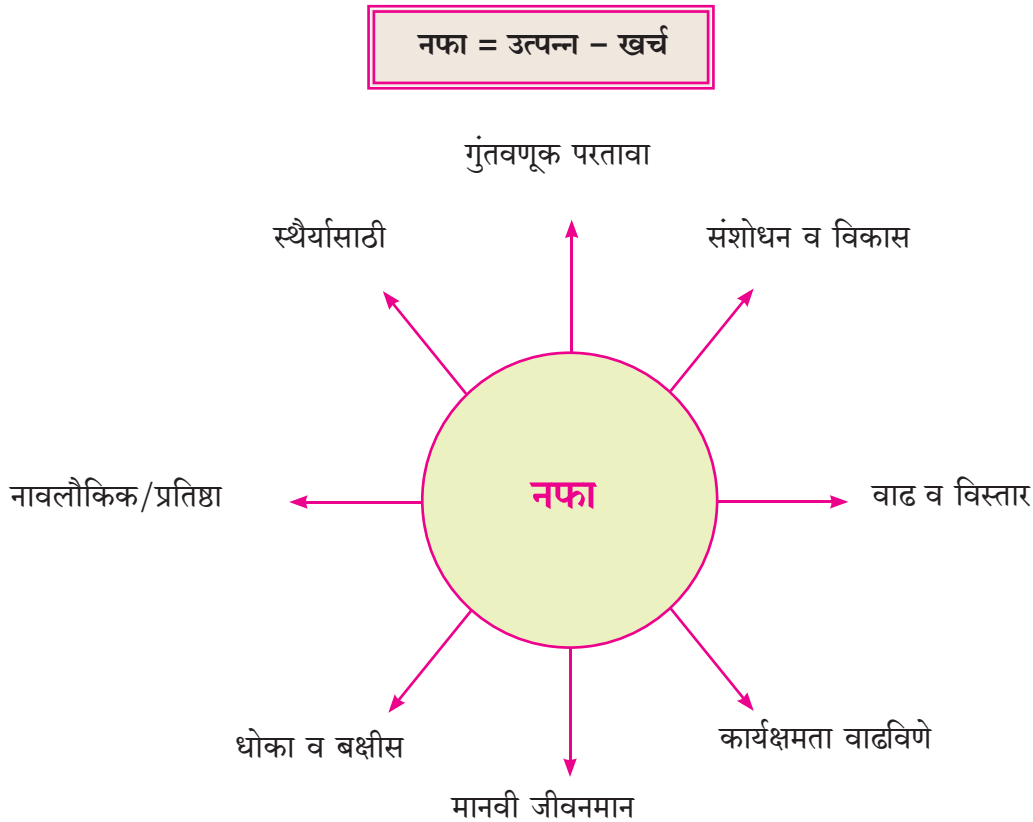 नफा = उत्पन्न – खर्च
गुंतवणूक परतावा
स्थैर्यासाठी
संशोधन व विकास
नावलौकिक/प्रतिष्ठा
नफा
वाढ व विस्तार
धोका व बक्षीस
कार्यक्षमता वाढविणे
मानवी जीवनमान